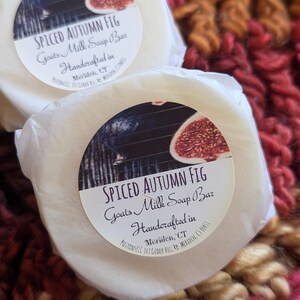 SPICED AUTUMN FIG
Goats Milk Soap Bar
Handcrafted in
Meriden, CT
SPICED AUTUMN FIG
Goats Milk Soap Bar
Handcrafted in
Meriden, CT